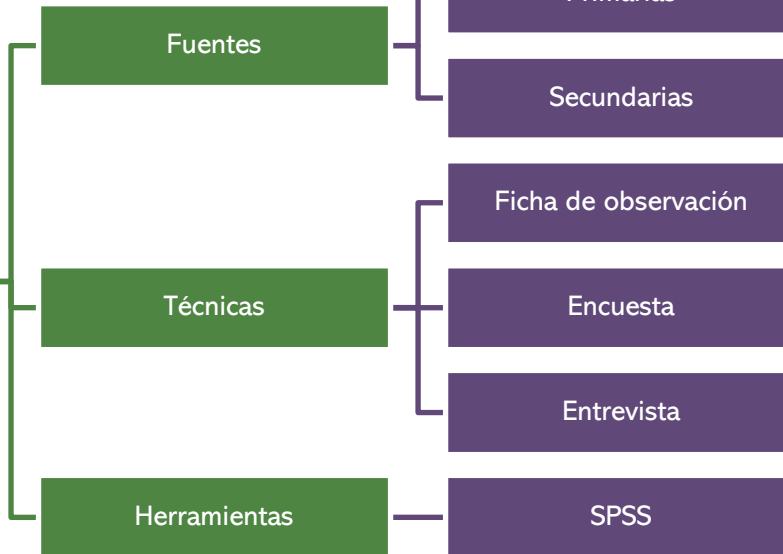 Fuentes
Secundarias
Ficha de observación
Técnicas
Encuesta
Entrevista
Herramientas
SPSS